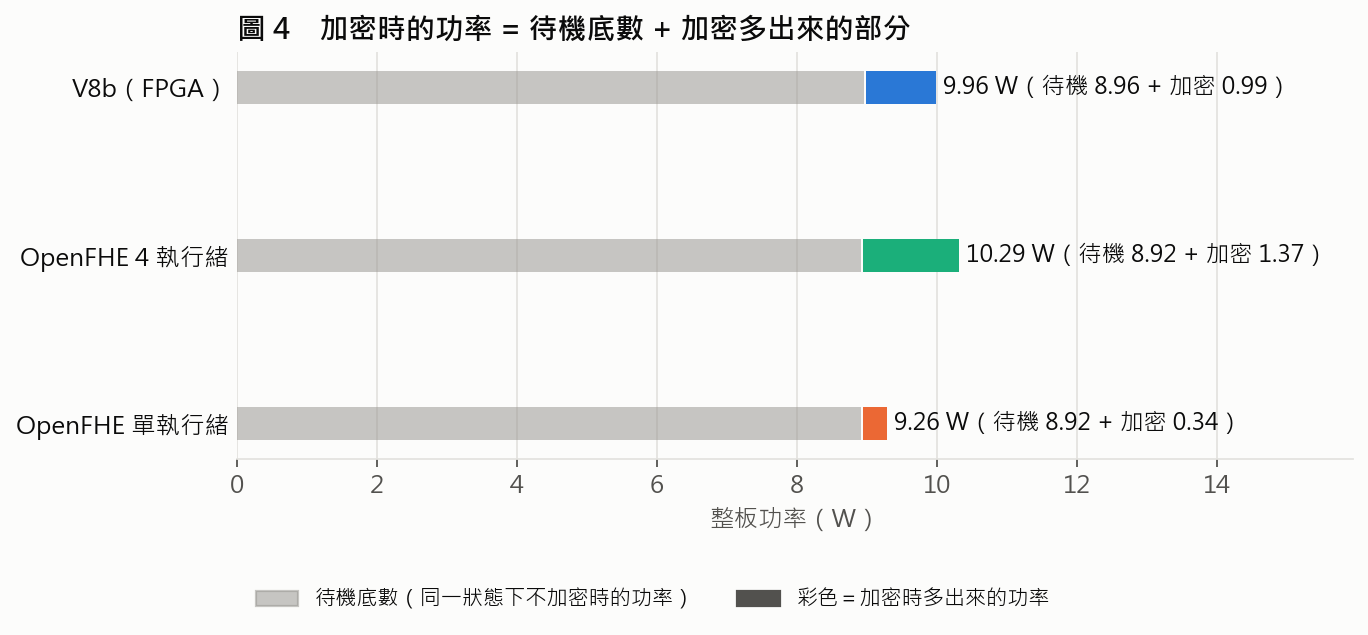 圖 4　加密時的功率 = 待機底數 + 加密多出來的部分
V8b（FPGA）
9.96 W（待機 8.96 + 加密 0.99）
OpenFHE 4 執行緒
10.29 W（待機 8.92 + 加密 1.37）
OpenFHE 單執行緒
9.26 W（待機 8.92 + 加密 0.34）
0 2 4 6 8 10 12 14
整板功率（W）
待機底數（同一狀態下不加密時的功率） 彩色＝加密時多出來的功率